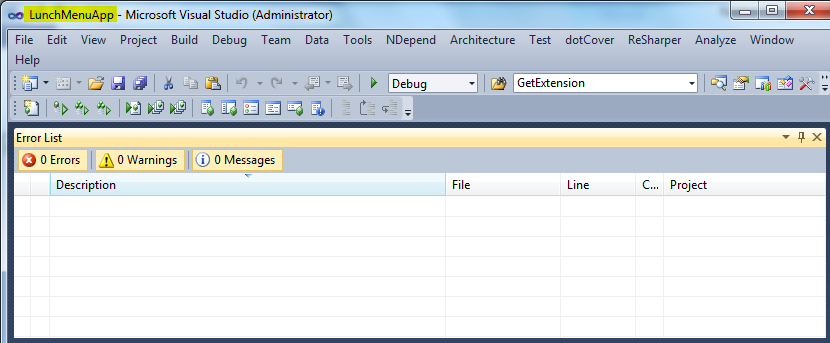 LunchMenuApp - Microsoft Visual Studio (Administrator)
File Edit View Project Build Debug Team Data Tools NDepend Architecture Test dotCover ReSharper Analyze Window
Help
Debug GetExtension
Error List
0 Errors 0 Warnings 0 Messages
Description File Line C... Project